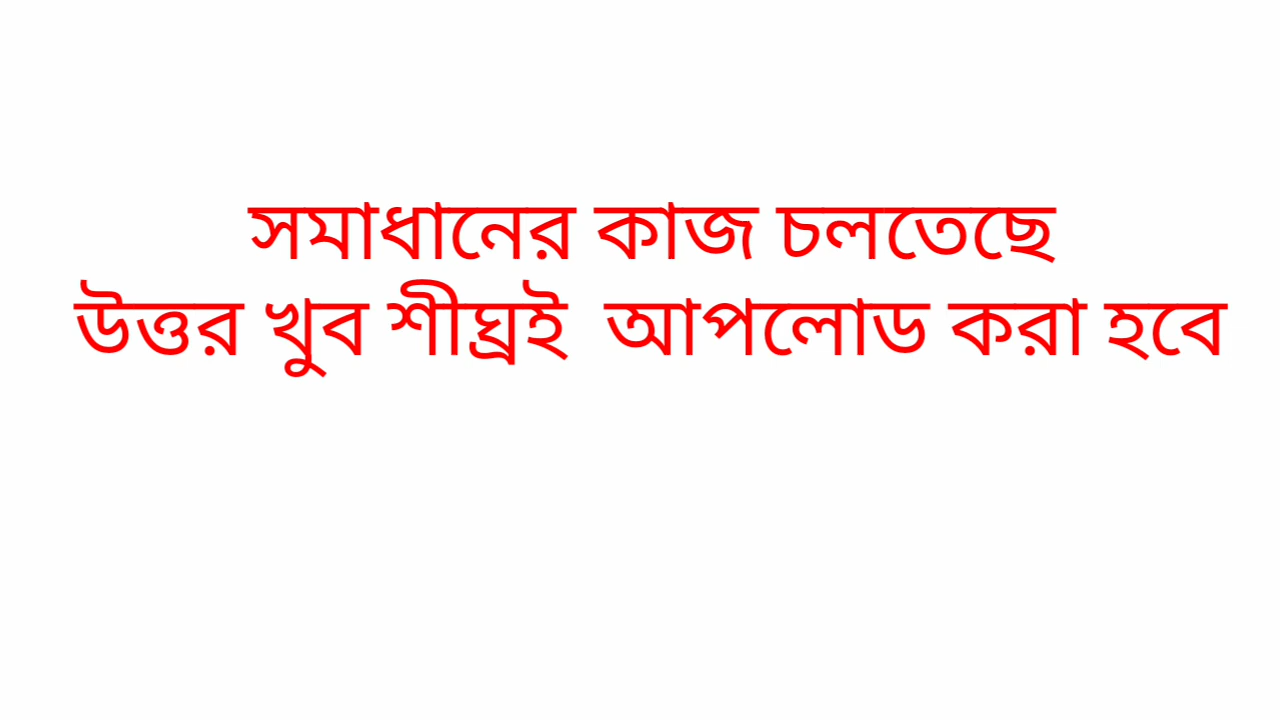 সমাধানের কাজ চলতেছে
উত্তর খুব শীঘ্রই  আপলোড করা হবে